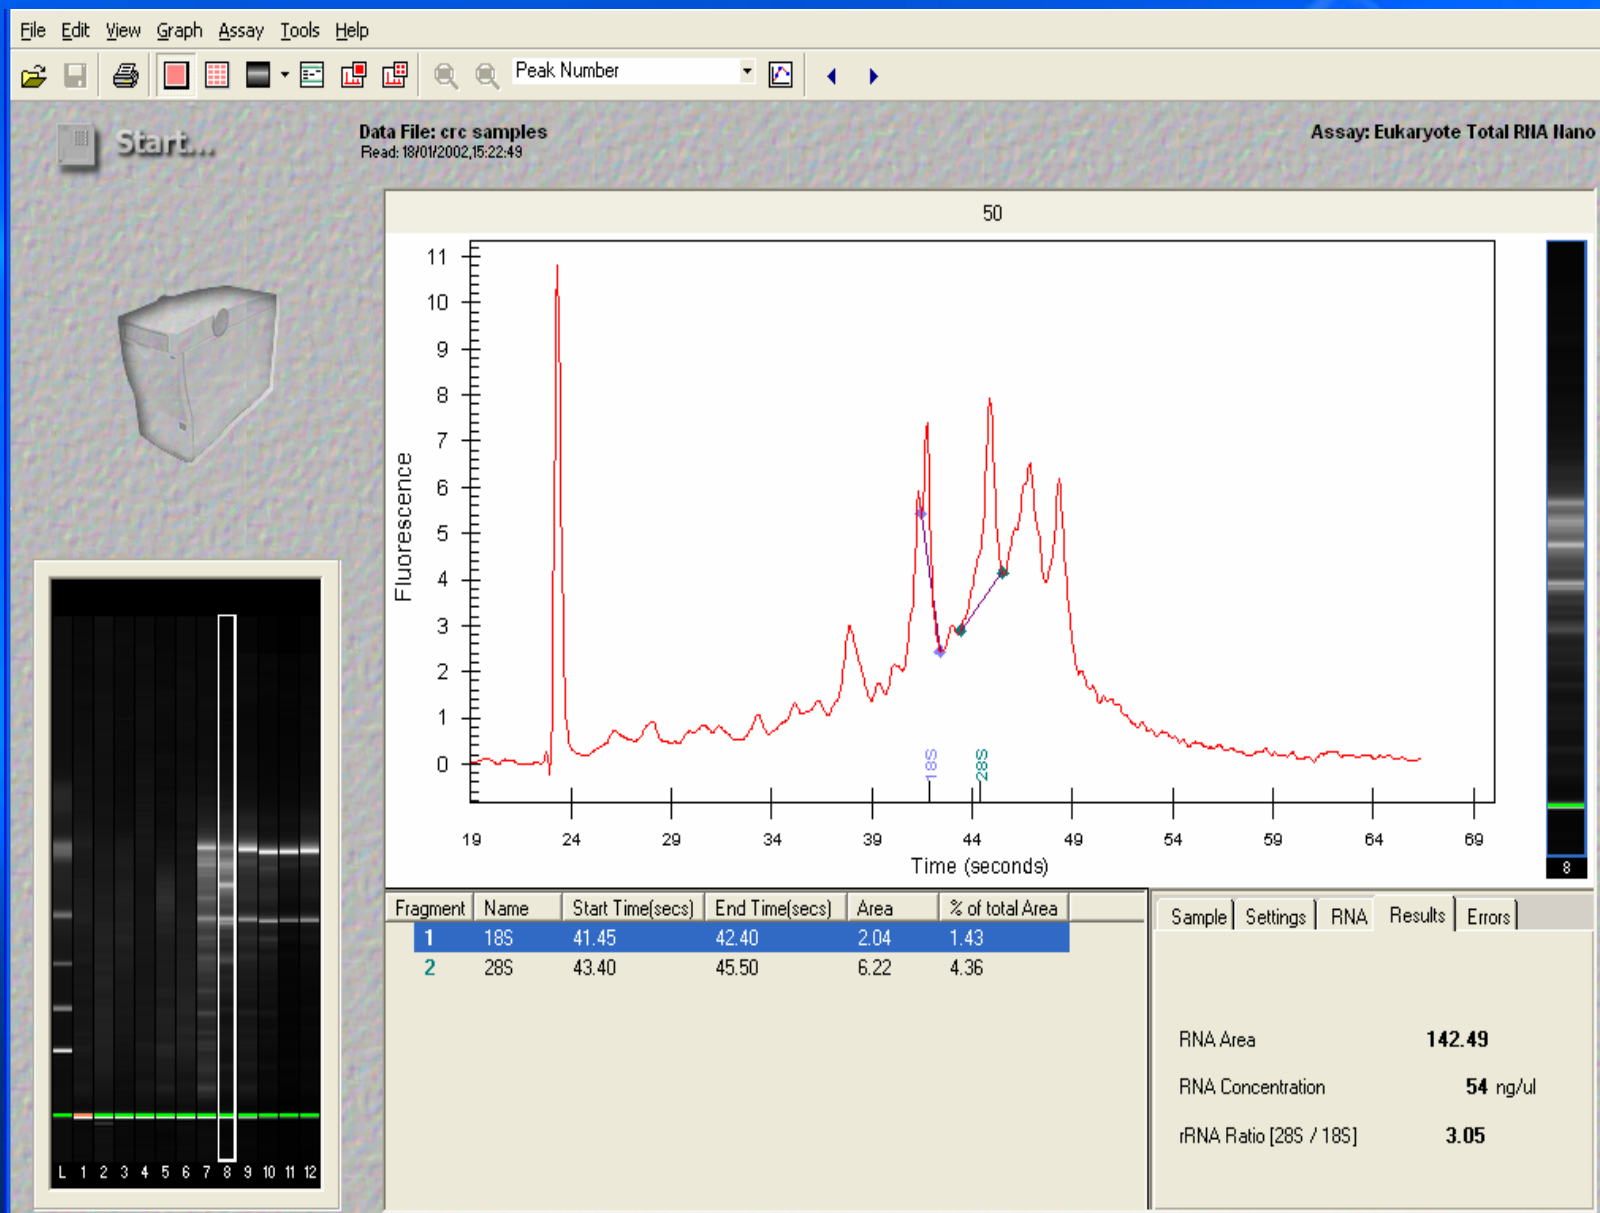 File Edit View Graph Assay Tools Help
Peak Number
Start...
Data File: crc samples
Read: 18/01/2002,15:22:49
Assay: Eukaryote Total RNA Nano
50
11
10
9
8
7
6
5
4
3
2
1
0
Fluorescence
18S
28S
19 24 29 34 39 44 49 54 59 64 69
Time (seconds)
8
L 1 2 3 4 5 6 7 8 9 10 11 12
Fragment Name Start Time(secs) End Time(secs) Area % of total Area
1 18S 41.45 42.40 2.04 1.43
2 28S 43.40 45.50 6.22 4.36
Sample Settings RNA Results Errors
RNA Area 142.49
RNA Concentration 54 ng/ul
rRNA Ratio [28S / 18S] 3.05